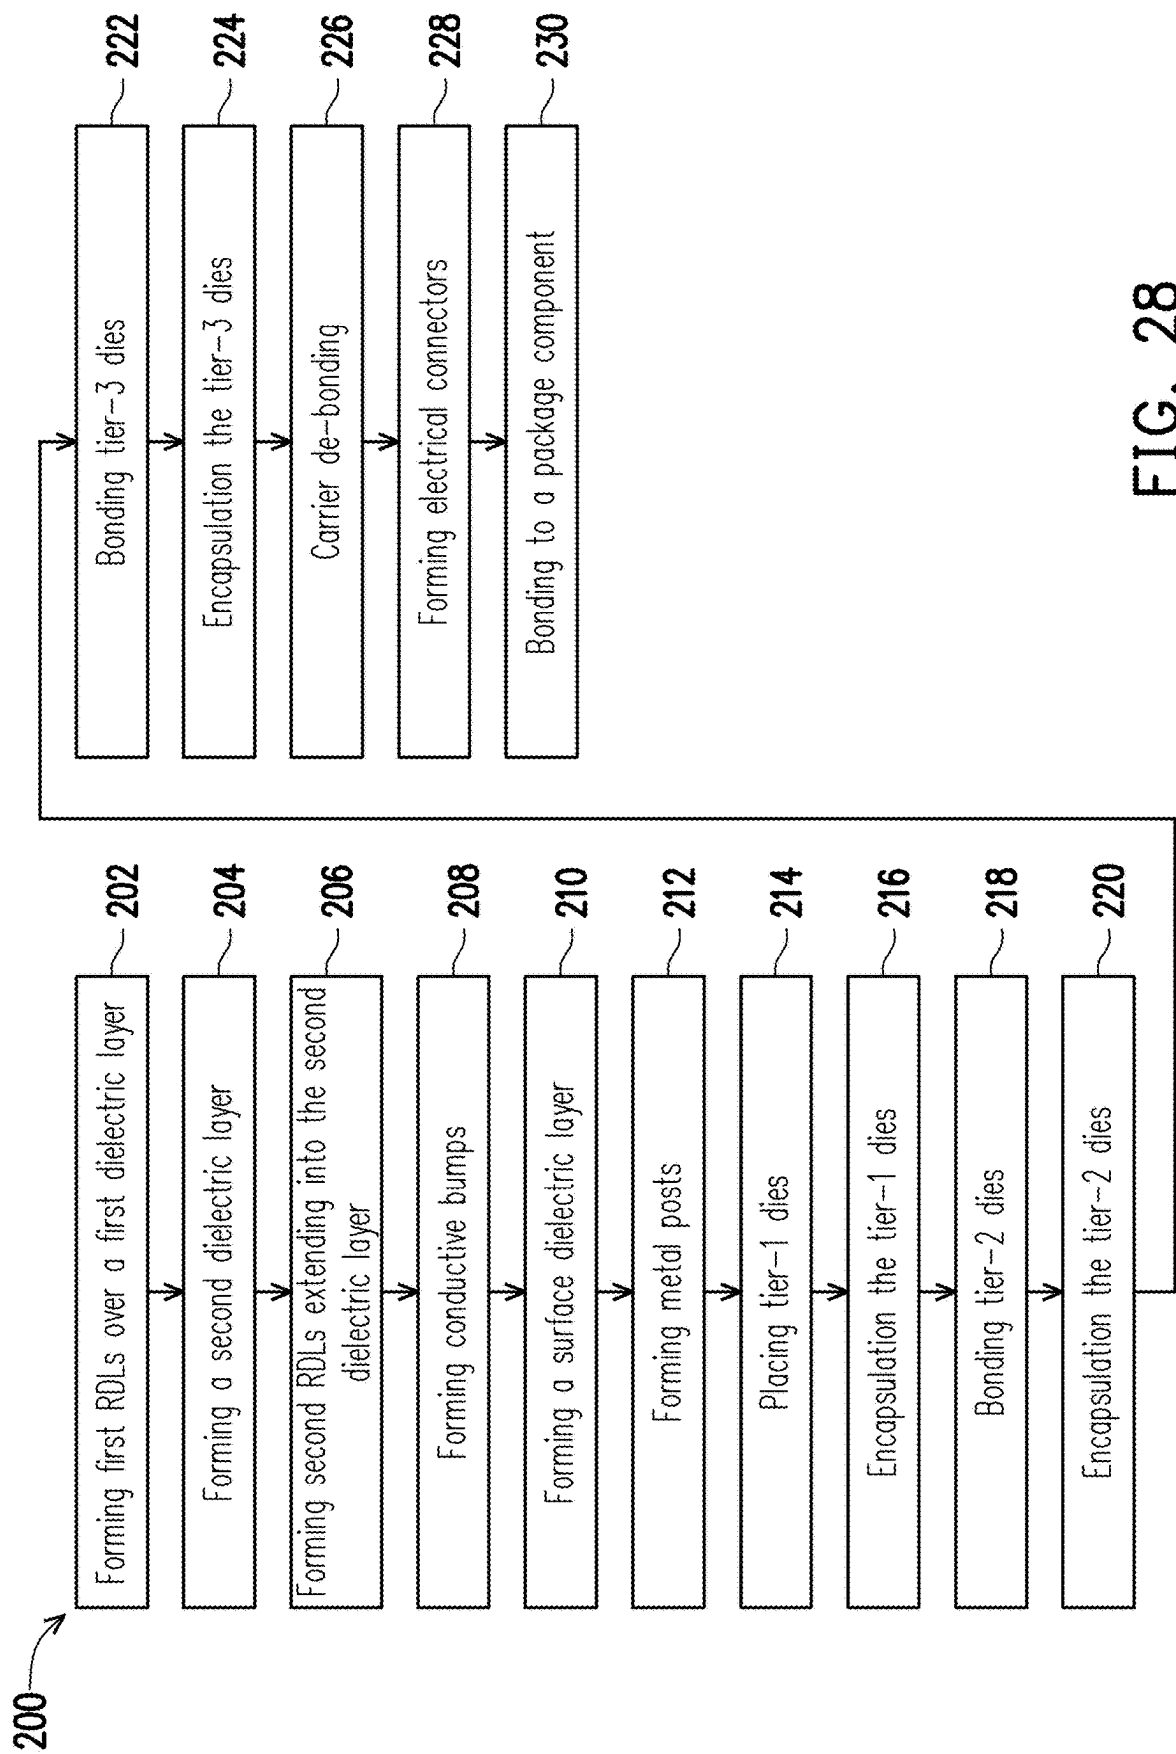 200
Forming first RDLs over a first dielectric layer
202
Forming a second dielectric layer
204
Forming second RDLs extending into the second
dielectric layer
206
Forming conductive bumps
208
Forming a surface dielectric layer
210
Forming metal posts
212
Placing tier-1 dies
214
Encapsulation the tier-1 dies
216
Bonding tier-2 dies
218
Encapsulation the tier-2 dies
220
Bonding tier-3 dies
222
Encapsulation the tier-3 dies
224
Carrier de-bonding
226
Forming electrical connectors
228
Bonding to a package component
230
FIG. 28